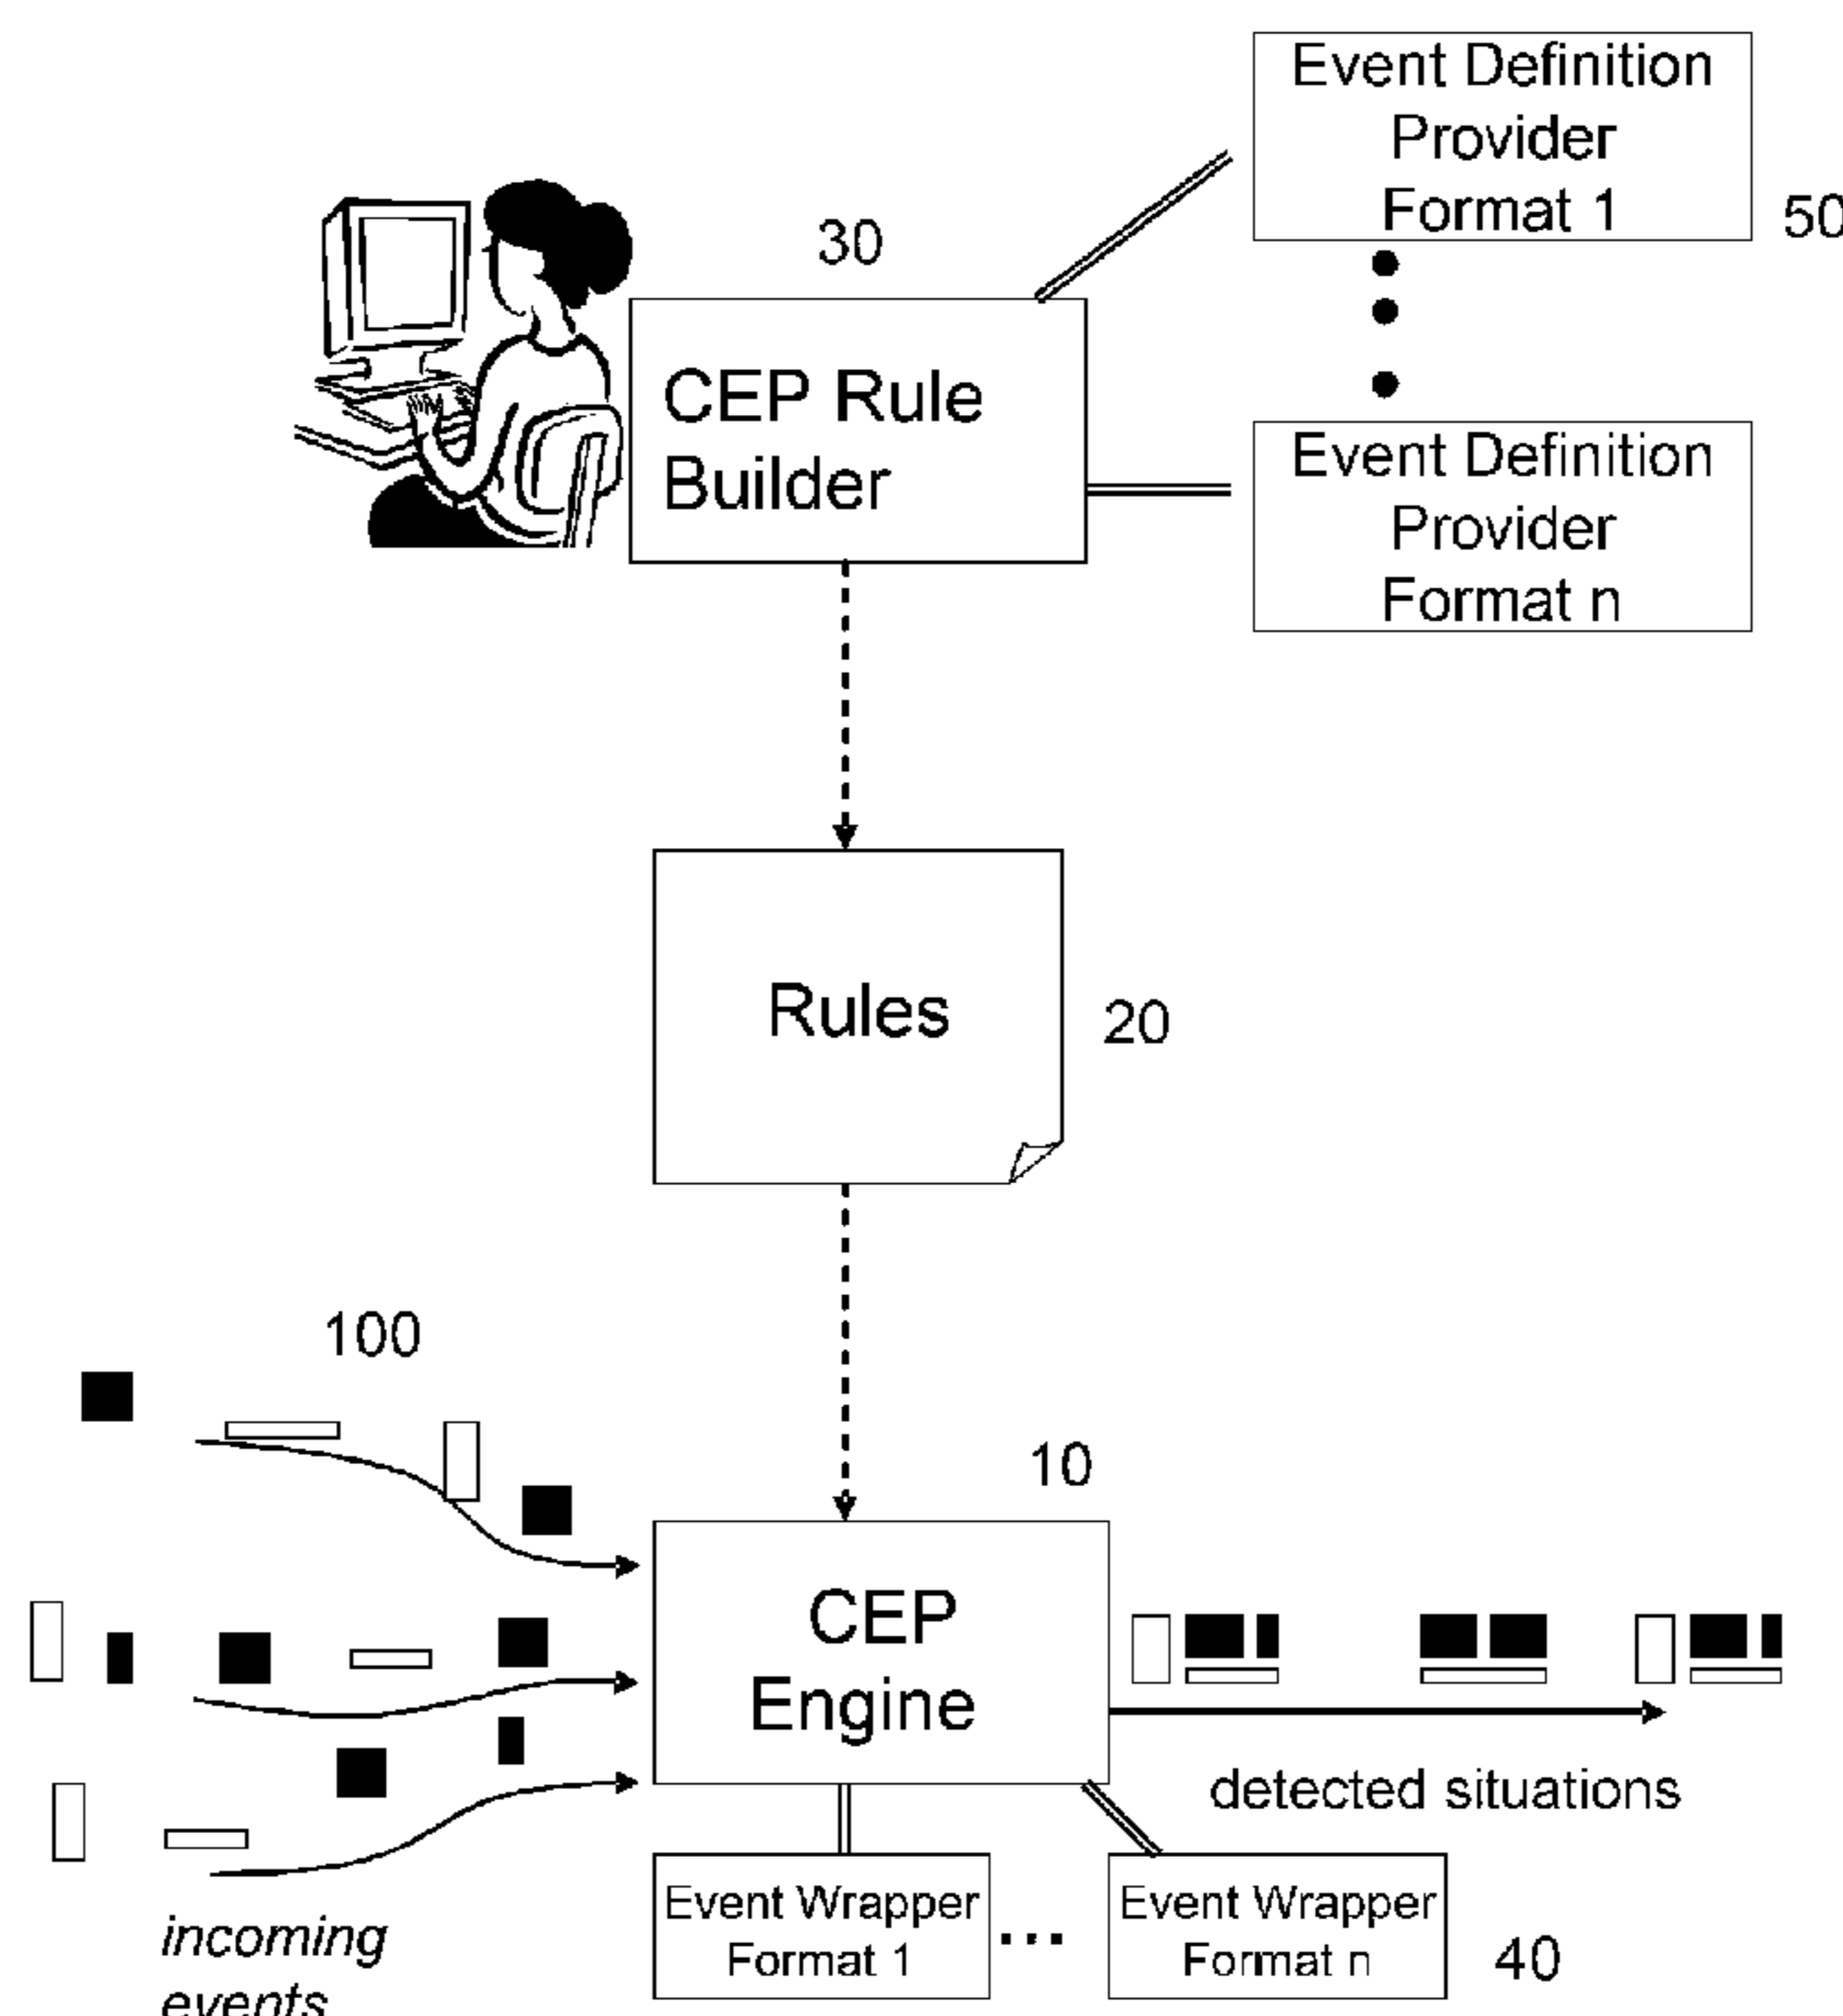 Event Definition
Provider
Format 1
50
30
CEP Rule
Builder
Event Definition
Provider
Format n
Rules
20
100
10
CEP
Engine
detected situations
Event Wrapper
Format 1
...
Event Wrapper
Format n
40
incoming
events